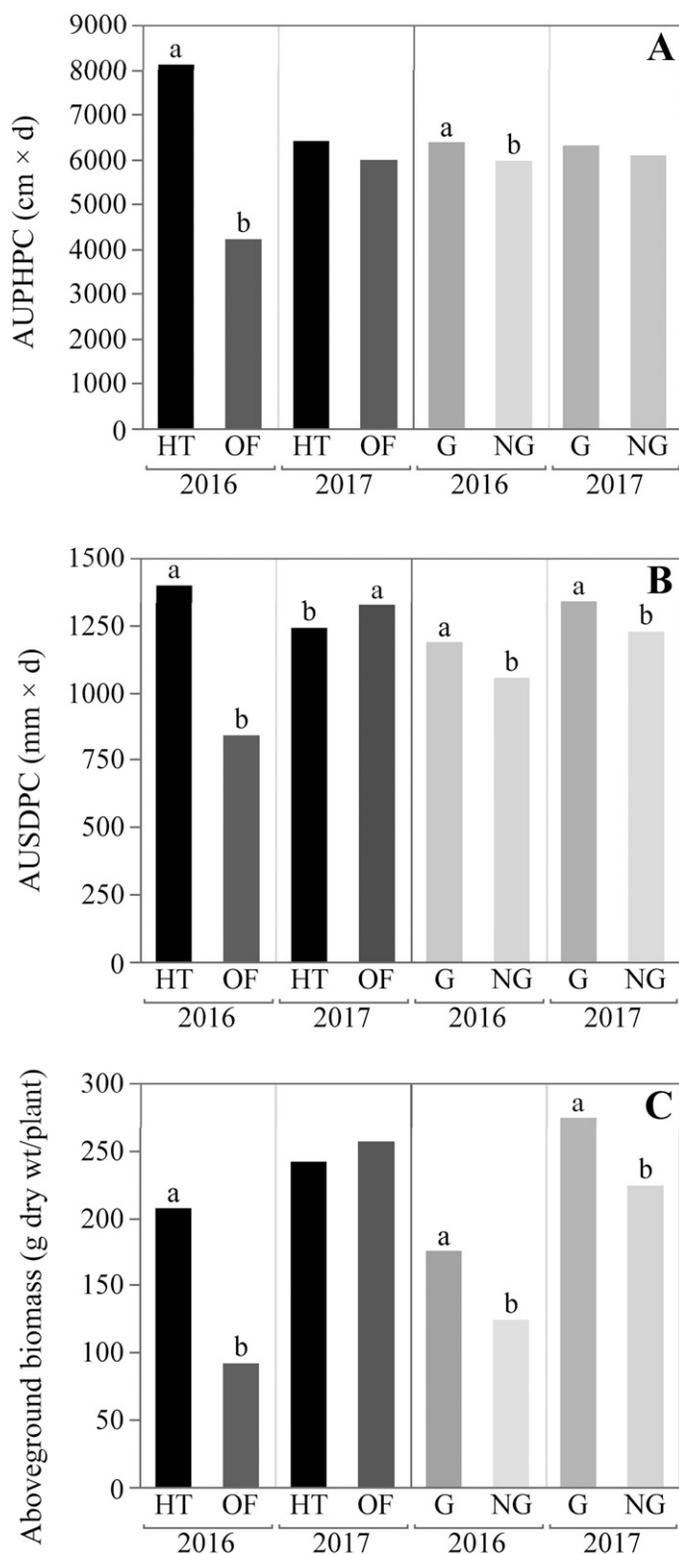 A
AUPHPC (cm × d)
9000
8000
7000
6000
5000
4000
3000
2000
1000
0
a
b
a
b
HT OF HT OF G NG G NG
2016 2017 2016 2017
B
AUSDPC (mm × d)
1500
1250
1000
750
500
250
0
a
b
b
a
a
b
a
b
HT OF HT OF G NG G NG
2016 2017 2016 2017
C
Aboveground biomass (g dry wt/plant)
300
250
200
150
100
50
0
a
b
a
b
a
b
HT OF HT OF G NG G NG
2016 2017 2016 2017